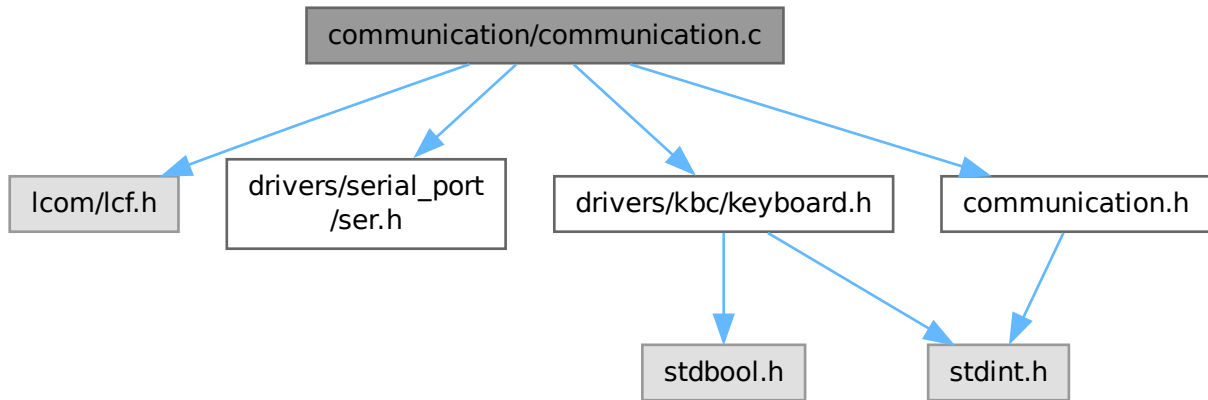 communication/communication.c
lcom/lcf.h
drivers/serial_port
/ser.h
drivers/kbc/keyboard.h
communication.h
stdbool.h
stdint.h